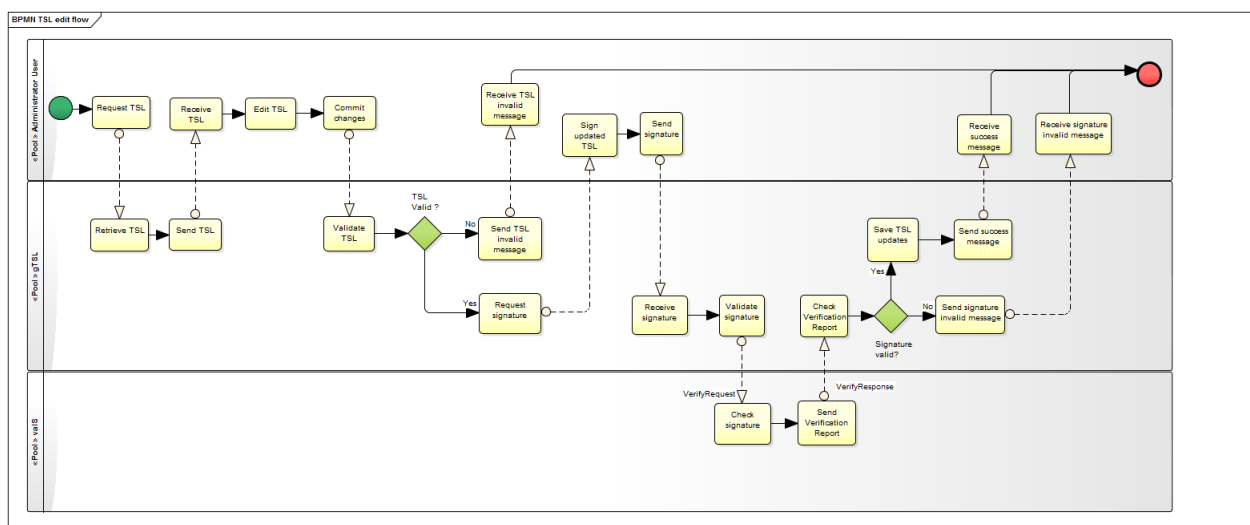 BPMN TSL edit flow
«Pool» Administrator User
Request TSL
Receive
TSL
Edit TSL
Commit
changes
Receive TSL
invalid
message
Sign
updated
TSL
Send
signature
Receive
success
message
Receive signature
invalid message
«Pool» gTSL
Retrieve TSL
Send TSL
Validate
TSL
TSL
Valid ?
No
Send TSL
invalid
message
Yes
Request
signature
Receive
signature
Validate
signature
Check
Verification
Report
Save TSL
updates
Send success
message
Yes
No
Send signature
invalid message
Signature
valid?
«Pool» valS
VerifyRequest
VerifyResponse
Check
signature
Send
Verification
Report